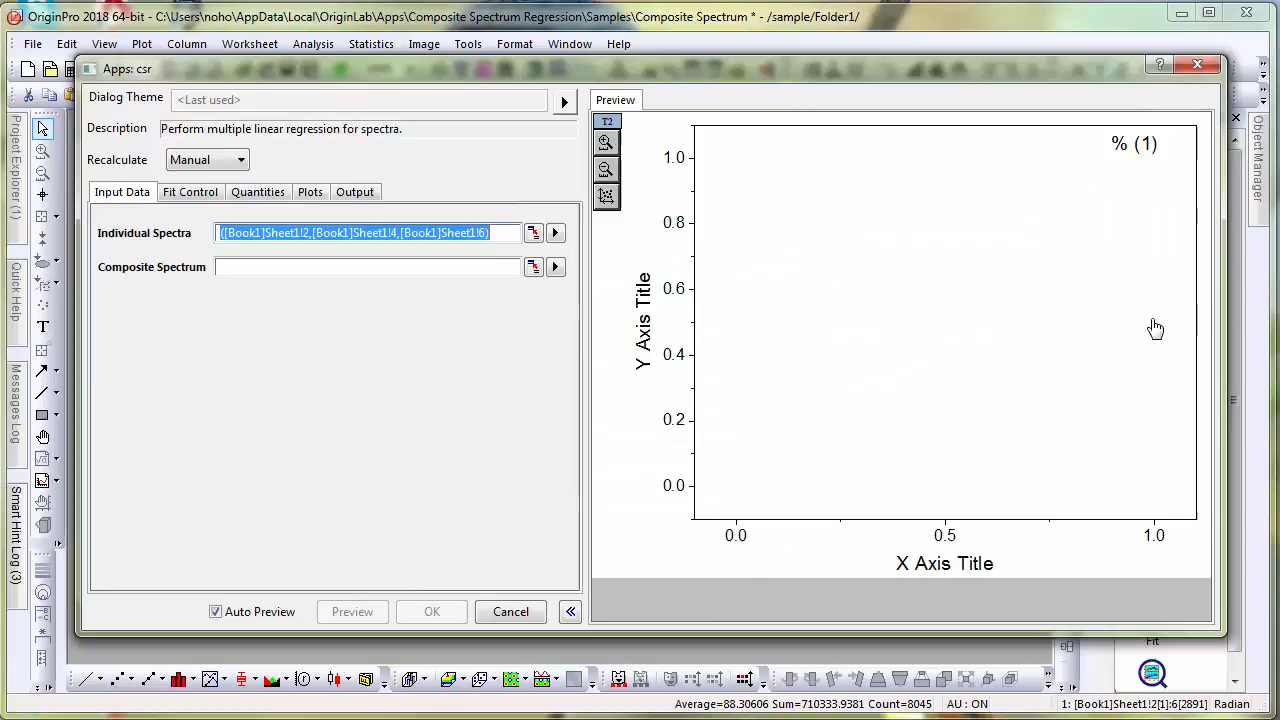 OriginPro 2018 64-bit - C:\Users\noho\AppData\Local\OriginLab\Apps\Composite Spectrum Regression\Samples\Composite Spectrum * - /sample/Folder1/
File Edit View Plot Column Worksheet Analysis Statistics Image Tools Format Window Help
Apps: csr
Dialog Theme <Last used>
Description Perform multiple linear regression for spectra.
Recalculate Manual
Input Data Fit Control Quantities Plots Output
Individual Spectra ([Book1]Sheet1!2,[Book1]Sheet1!4,[Book1]Sheet1!6)
Composite Spectrum
Auto Preview Preview OK Cancel
Preview
T2
% (1)
1.0
0.8
0.6
0.4
0.2
0.0
Y Axis Title
0.0 0.5 1.0
X Axis Title
Project Explorer (1)
Quick Help
Messages Log
Smart Hint Log (3)
Object Manager
Fit
Average=88.30606 Sum=710333.9381 Count=8045 AU : ON 1: [Book1]Sheet1!2[1]:6[2891] Radian